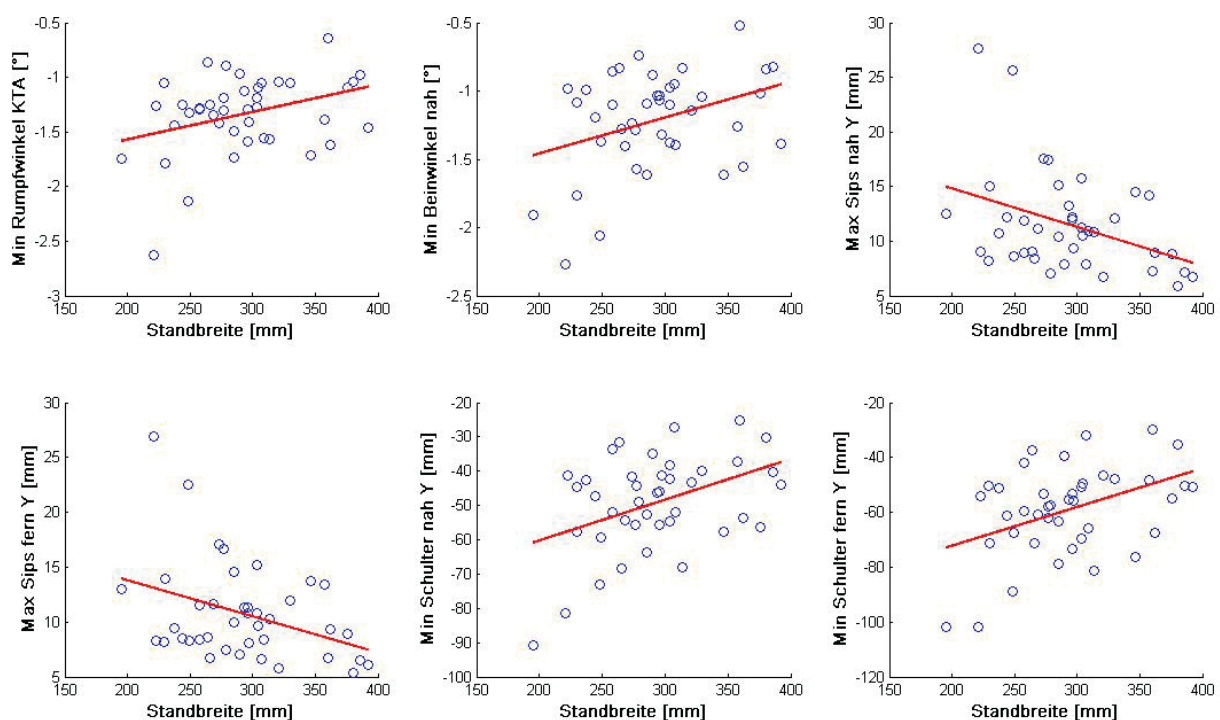 -0.5
-1
-1.5
-2
-2.5
-3
150 200 250 300 350 400
Min Rumpfwinkel KTA [°]
Standbreite [mm]
-0.5
-1
-1.5
-2
-2.5
150 200 250 300 350 400
Min Beinwinkel nah [°]
Standbreite [mm]
30
25
20
15
10
5
150 200 250 300 350 400
Max Sips nah Y [mm]
Standbreite [mm]
30
25
20
15
10
5
150 200 250 300 350 400
Max Sips fern Y [mm]
Standbreite [mm]
-20
-30
-40
-50
-60
-70
-80
-90
-100
150 200 250 300 350 400
Min Schulter nah Y [mm]
Standbreite [mm]
-20
-40
-60
-80
-100
-120
150 200 250 300 350 400
Min Schulter fern Y [mm]
Standbreite [mm]